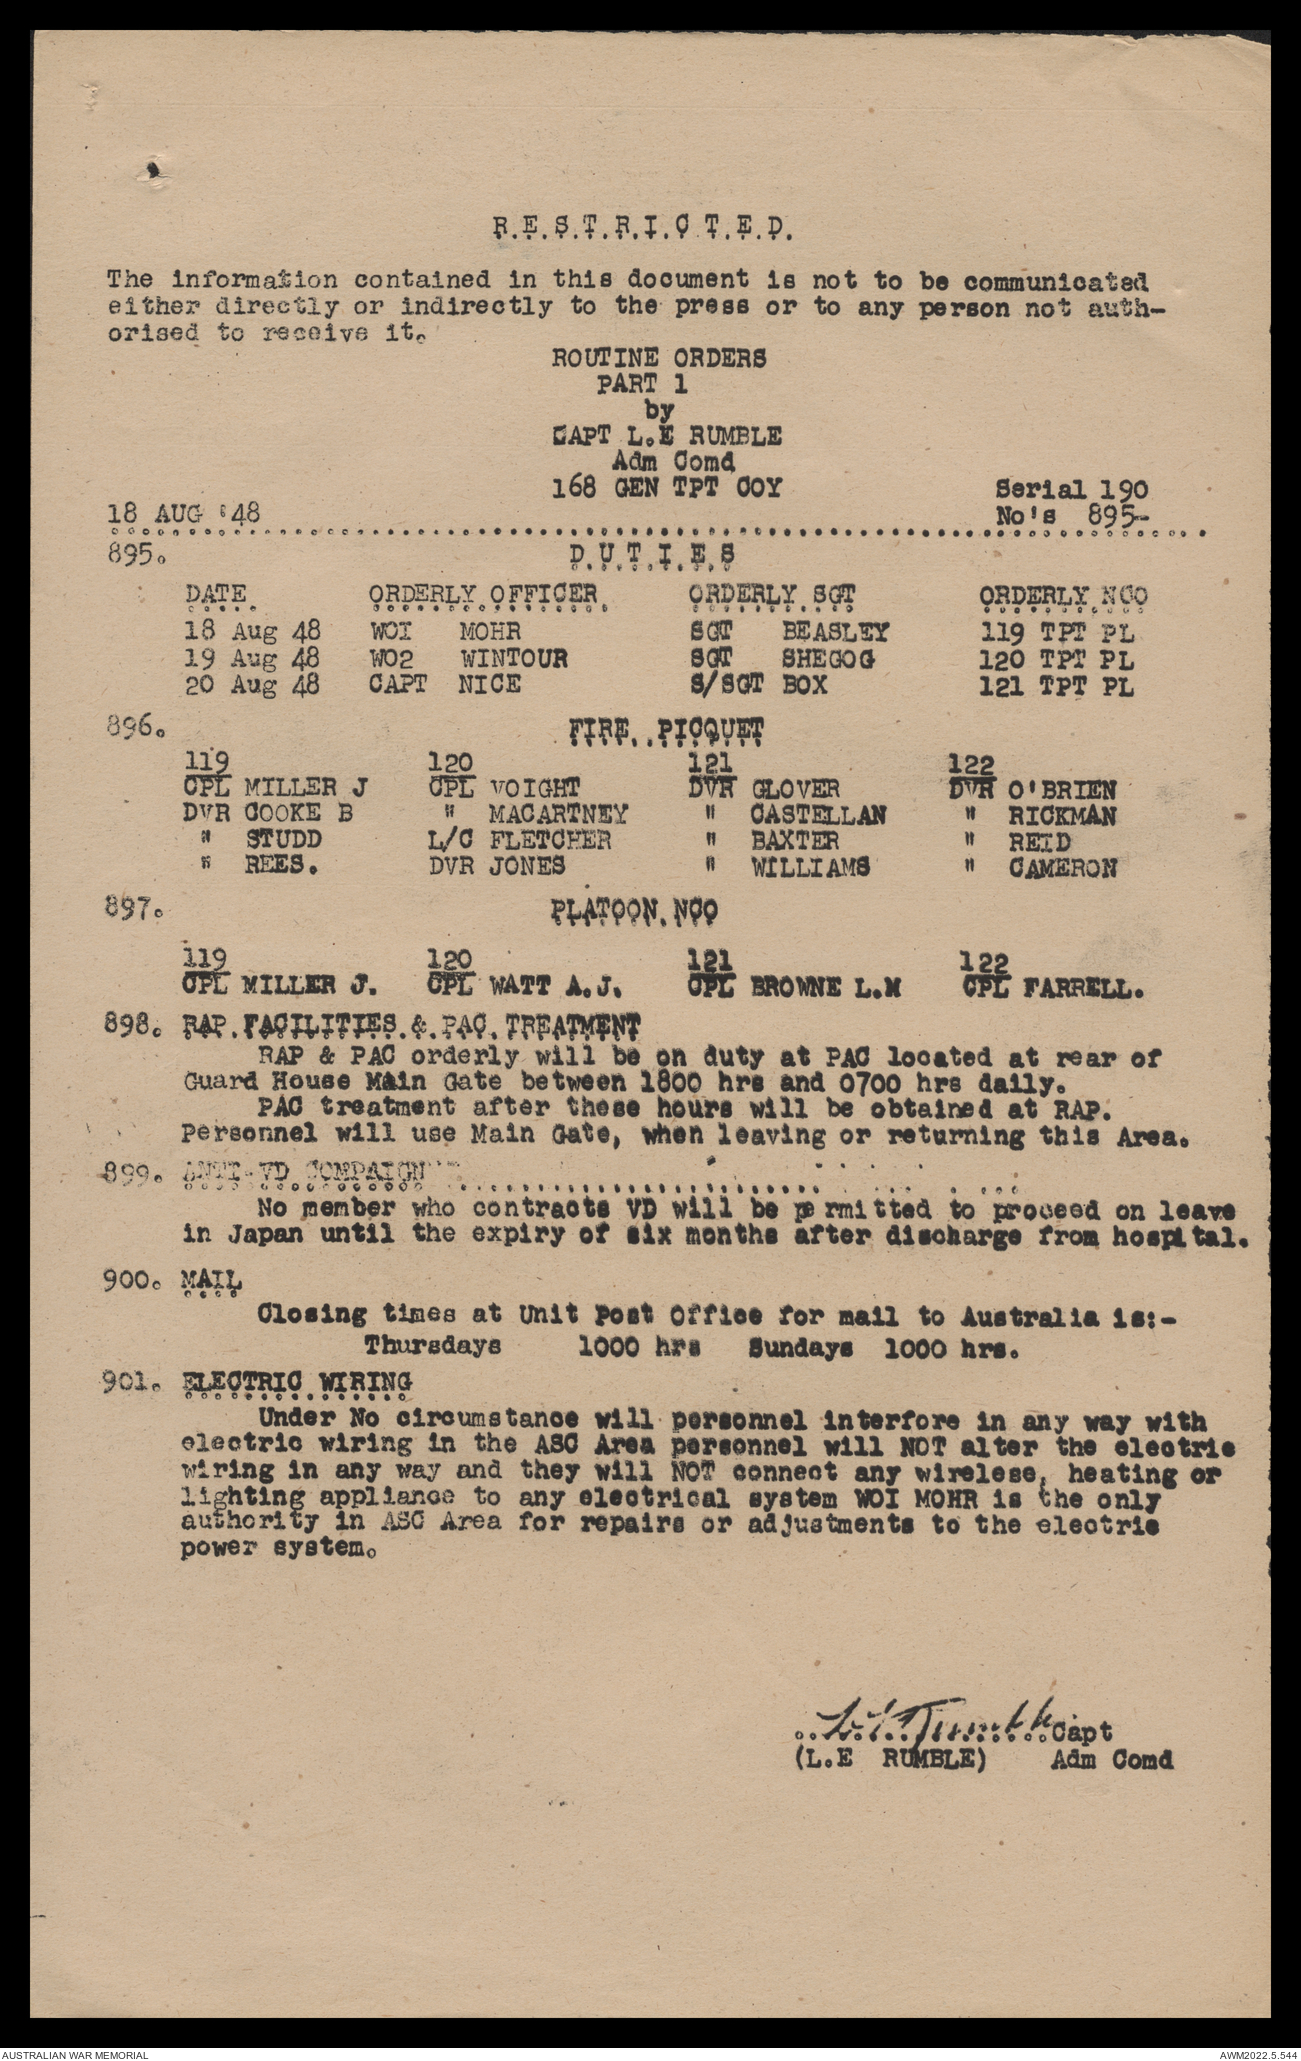 R.E.S.T.R.I.C.T.E.D.
The information contained in this document is not to be communicated
either directly or indirectly to the press or to any person not auth-
orised to receive it.
ROUTINE ORDERS
PART 1
by
CAPT L.E RUMBLE
Adm Comd
168 GEN TPT COY Serial 190
18 AUG '48 No's 895-
895. D.U.T.I.E.S
DATE ORDERLY OFFICER ORDERLY SGT ORDERLY NCO
18 Aug 48 WOI MOHR SGT BEASLEY 119 TPT PL
19 Aug 48 WO2 WINTOUR SGT SHEGOG 120 TPT PL
20 Aug 48 CAPT NICE S/SGT BOX 121 TPT PL
896. FIRE PICQUET
119 120 121 122
CPL MILLER J CPL VOIGHT DVR GLOVER DVR O'BRIEN
DVR COOKE B " MACARTNEY " CASTELLAN " RICKMAN
" STUDD L/C FLETCHER " BAXTER " REID
" REES. DVR JONES " WILLIAMS " CAMERON
897. PLATOON NCO
119 120 121 122
CPL MILLER J. CPL WATT A.J. CPL BROWNE L.M CPL FARRELL.
898. RAP FACILITIES & PAC TREATMENT
RAP & PAC orderly will be on duty at PAC located at rear of
Guard House Main Gate between 1800 hrs and 0700 hrs daily.
PAC treatment after these hours will be obtained at RAP.
Personnel will use Main Gate, when leaving or returning this Area.
899. ANTI-VD COMPAIGN
No member who contracts VD will be permitted to proceed on leave
in Japan until the expiry of six months after discharge from hospital.
900. MAIL
Closing times at Unit Post Office for mail to Australia is:-
Thursdays 1000 hrs Sundays 1000 hrs.
901. ELECTRIC WIRING
Under No circumstance will personnel interfore in any way with
electric wiring in the ASC Area personnel will NOT alter the electric
wiring in any way and they will NOT connect any wirelese, heating or
lighting appliance to any electrical system WOI MOHR is the only
authority in ASC Area for repairs or adjustments to the electric
power system.
L.E Rumble Capt
(L.E RUMBLE) Adm Comd
AUSTRALIAN WAR MEMORIAL AWM2022.5.544